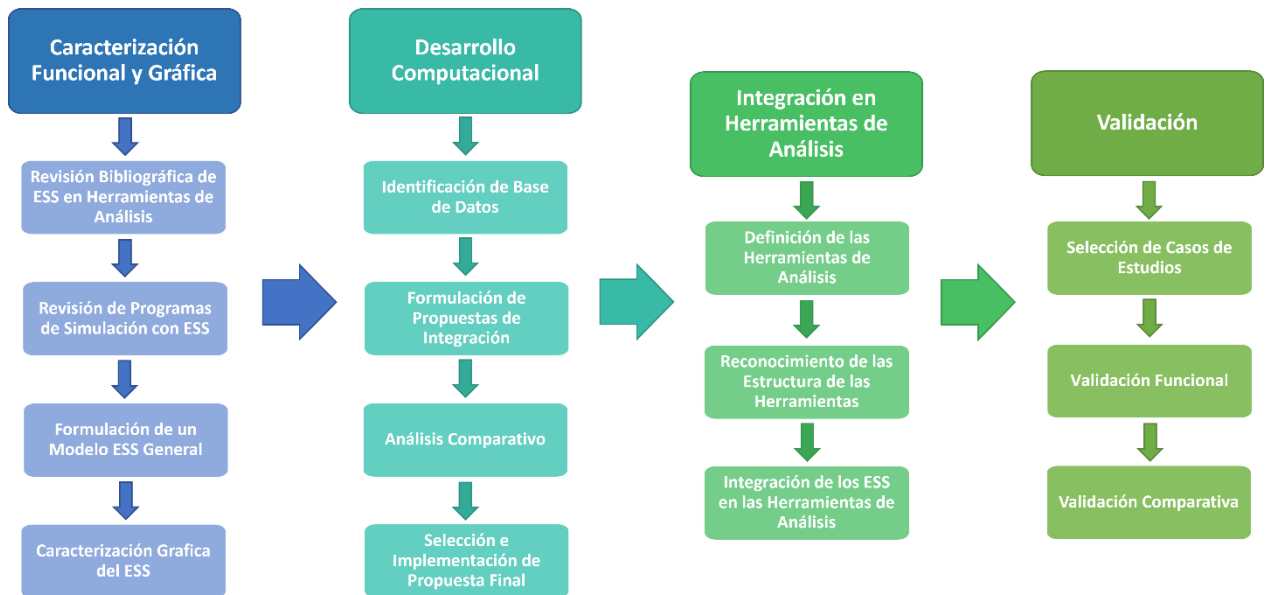 Caracterización
Funcional y Gráfica
Revisión Bibliográfica de
ESS en Herramientas de
Análisis
Revisión de Programas
de Simulación con ESS
Formulación de un
Modelo ESS General
Caracterización Grafica
del ESS
Desarrollo
Computacional
Identificación de Base
de Datos
Formulación de
Propuestas de
Integración
Análisis Comparativo
Selección e
Implementación de
Propuesta Final
Integración en
Herramientas de
Análisis
Definición de las
Herramientas de
Análisis
Reconocimiento de las
Estructura de las
Herramientas
Integración de los ESS
en las Herramientas de
Análisis
Validación
Selección de Casos de
Estudios
Validación Funcional
Validación Comparativa